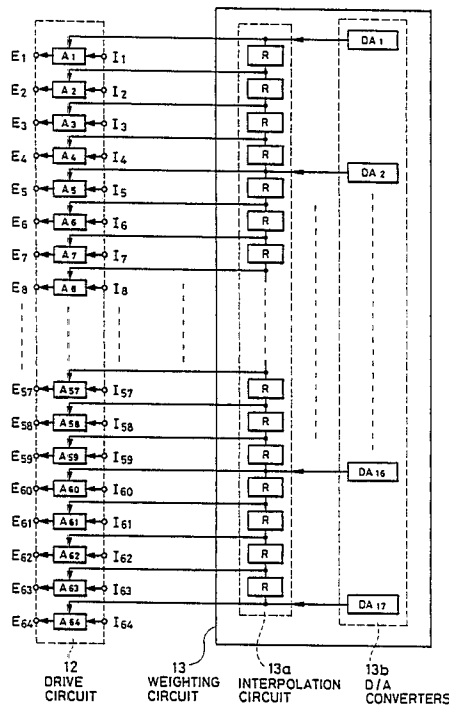 DA1
E1 A1 I1 R
E2 A2 I2 R
E3 A3 I3 R
E4 A4 I4 R
DA2
E5 A5 I5 R
E6 A6 I6 R
E7 A7 I7 R
E8 A8 I8
E57 A57 I57 R
E58 A58 I58 R
E59 A59 I59 R
DA16
E60 A60 I60 R
E61 A61 I61 R
E62 A62 I62 R
E63 A63 I63 R
DA17
E64 A64 I64
12 13 13a 13b
DRIVE WEIGHTING INTERPOLATION D/A
CIRCUIT CIRCUIT CIRCUIT CONVERTERS